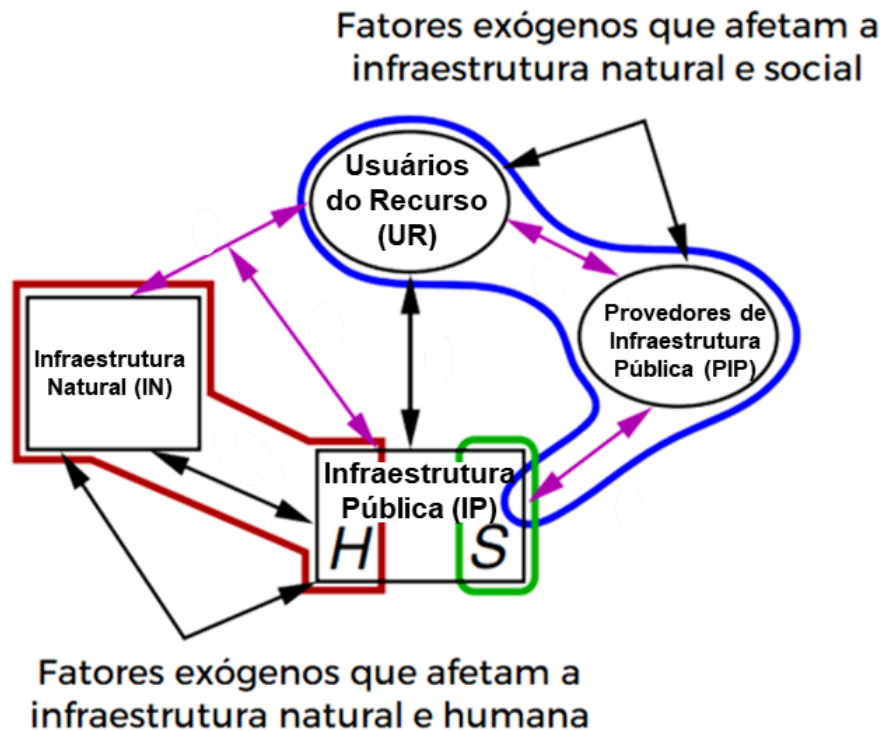 Fatores exógenos que afetam a
infraestrutura natural e social
Usuários
do Recurso
(UR)
Provedores de
Infraestrutura
Pública (PIP)
Infraestrutura
Natural (IN)
Infraestrutura
Pública (IP)
H
S
Fatores exógenos que afetam a
infraestrutura natural e humana